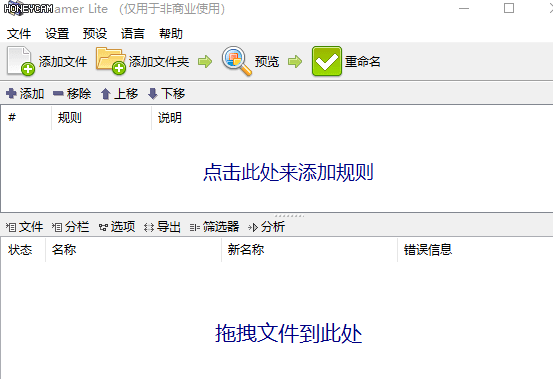 HONEYCAM amer Lite （仅用于非商业使用）
文件 设置 预设 语言 帮助
添加文件 添加文件夹 预览 重命名
添加 移除 上移 下移
# 规则 说明
点击此处来添加规则
文件 分栏 选项 导出 筛选器 分析
状态 名称 新名称 错误信息
拖拽文件到此处